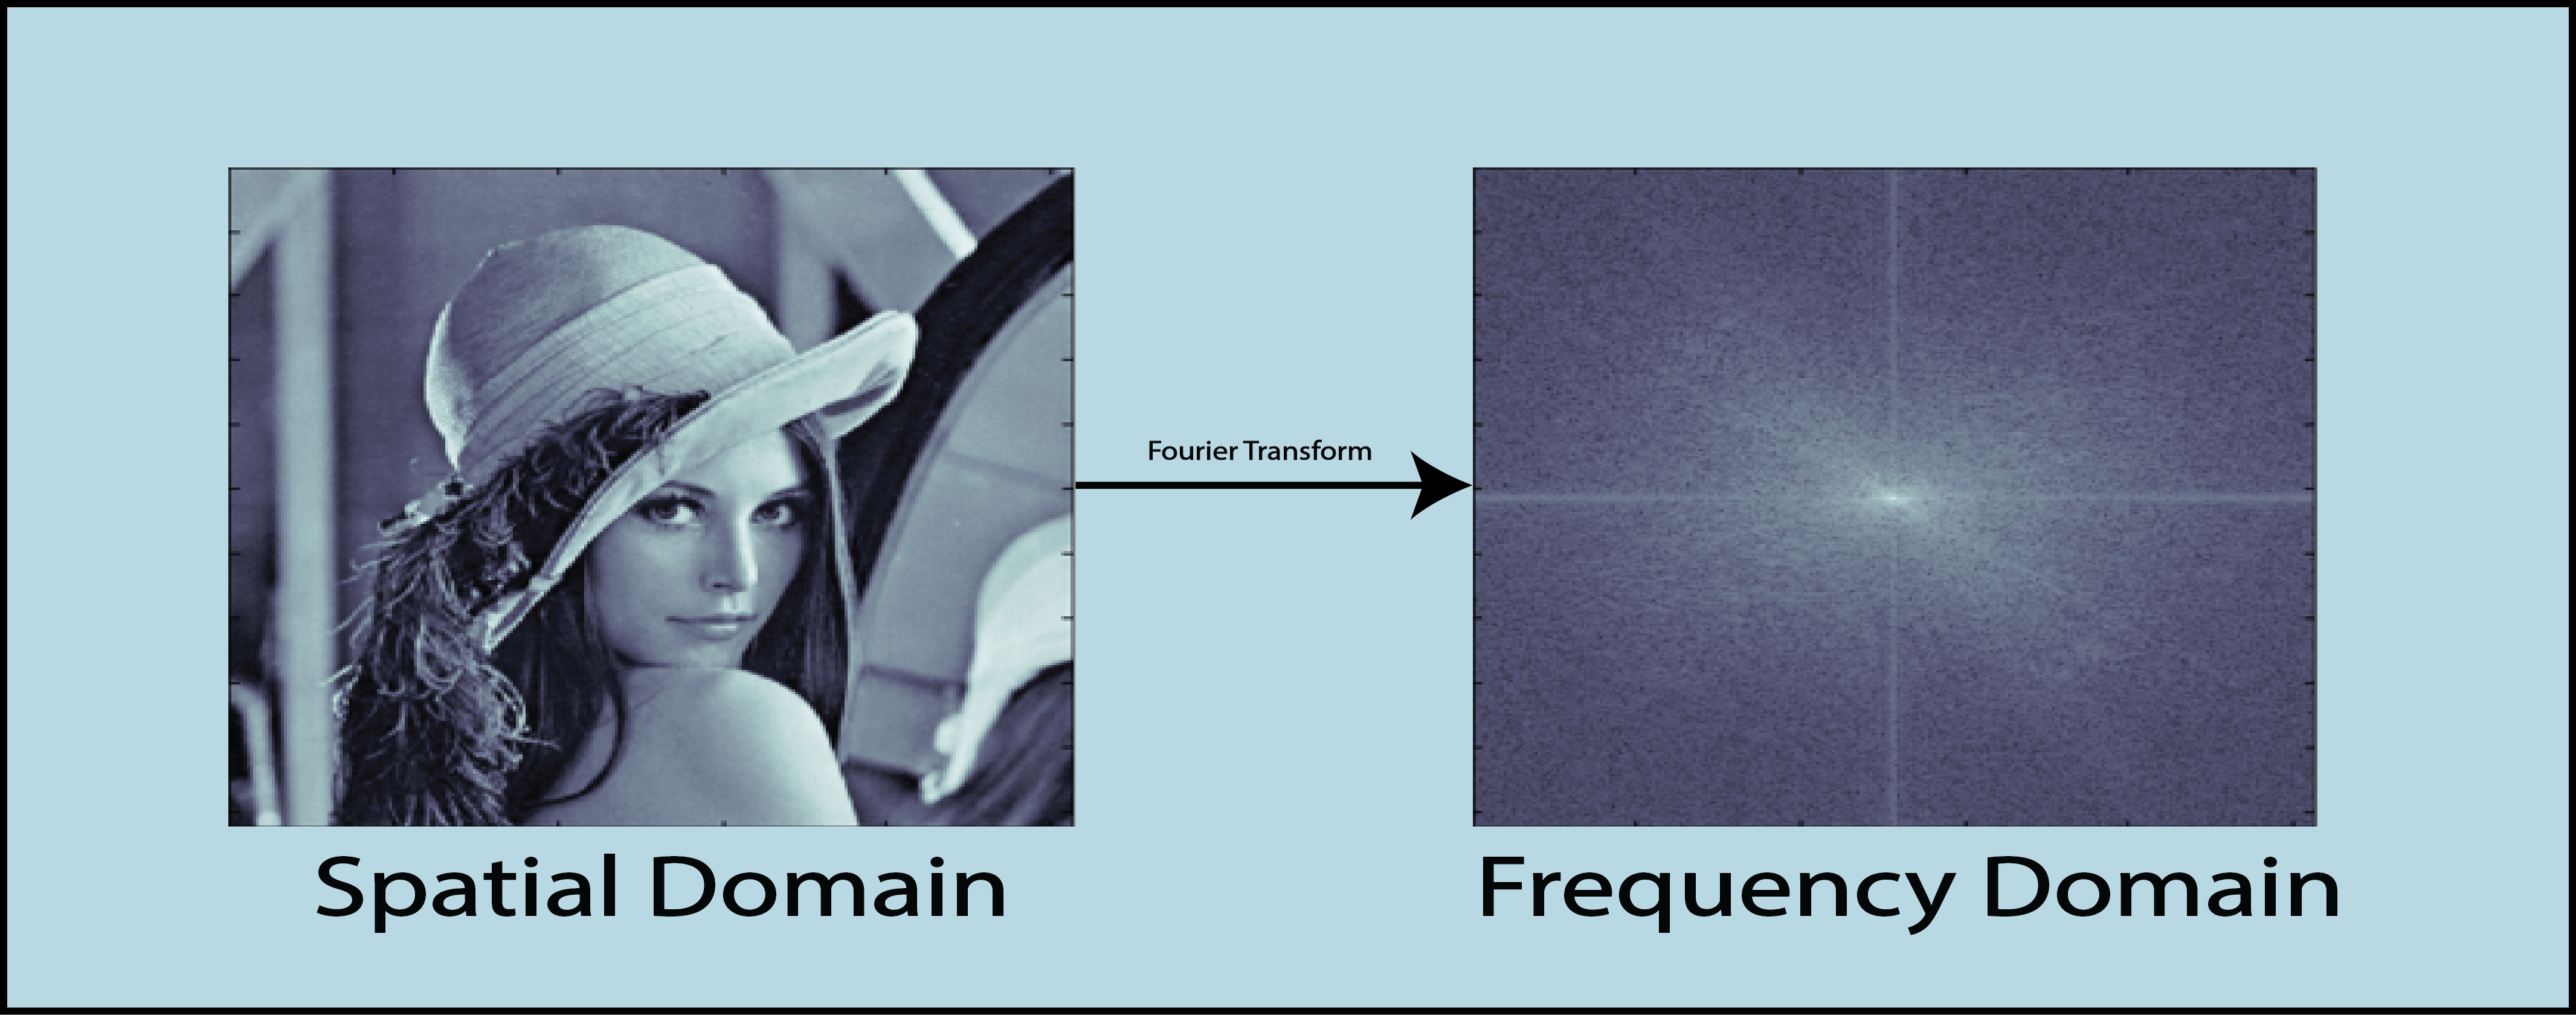 Fourier Transform
Spatial Domain
Frequency Domain